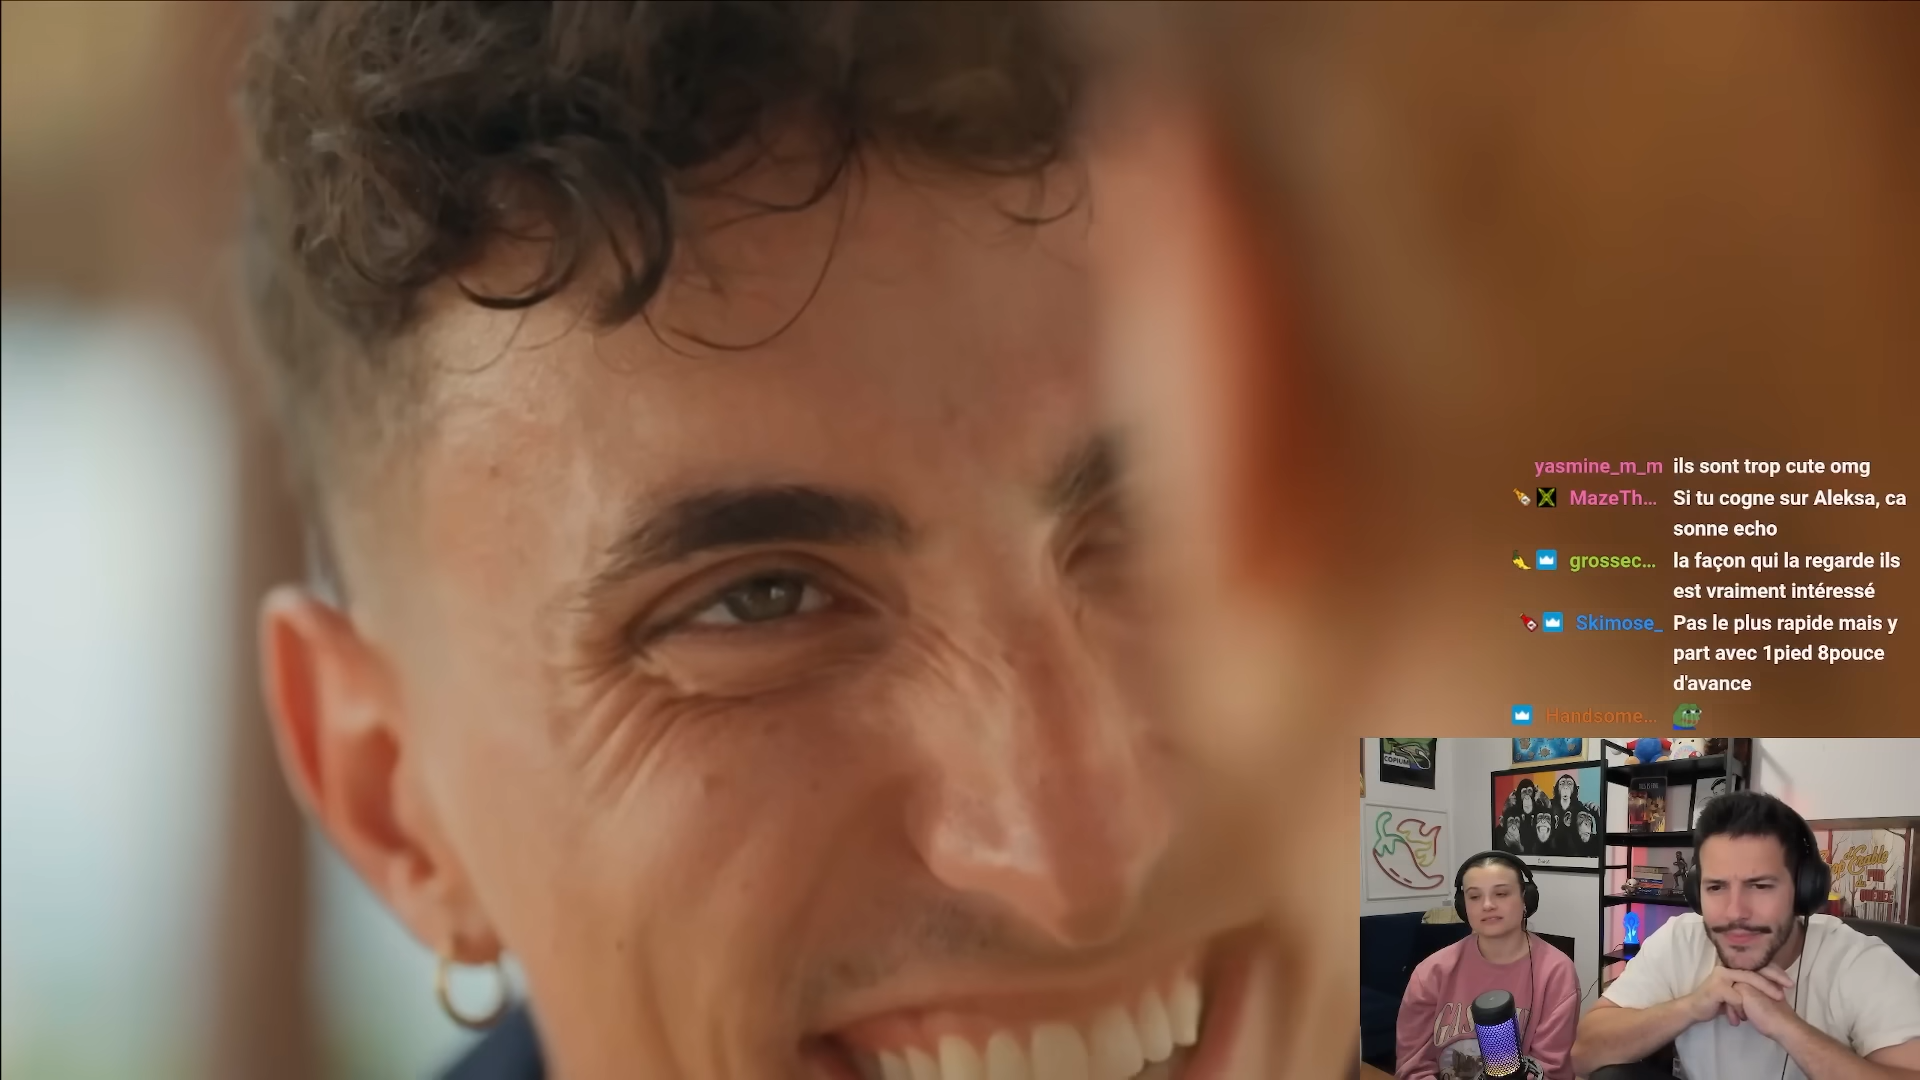 yasmine_m_m ils sont trop cute omg
MazeTh... Si tu cogne sur Aleksa, ca
sonne echo
grossec... la façon qui la regarde ils
est vraiment intéressé
Skimose_ Pas le plus rapide mais y
part avec 1pied 8pouce
d'avance
Handsome...
COPIUM